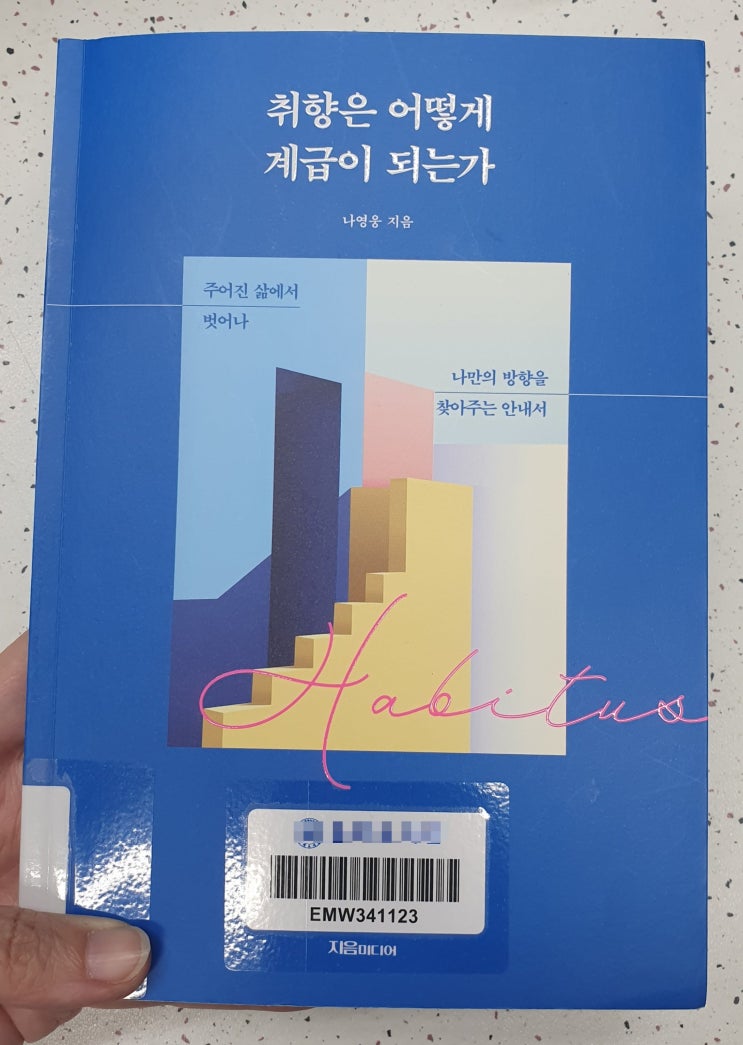 취향은 어떻게
계급이 되는가
나영웅 지음
주어진 삶에서
벗어나
나만의 방향을
찾아주는 안내서
Habitus
EMW341123
지음미디어